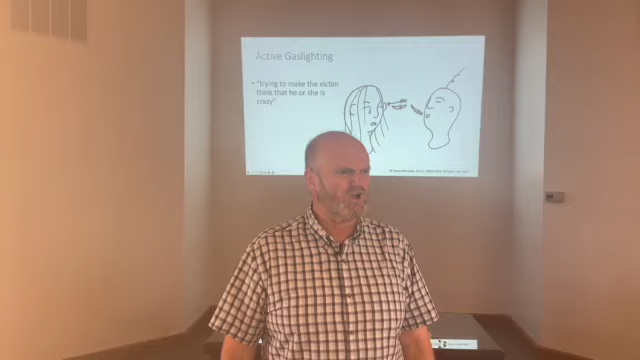 Active Gaslighting
• "trying to make the victim
think that he or she is
crazy"